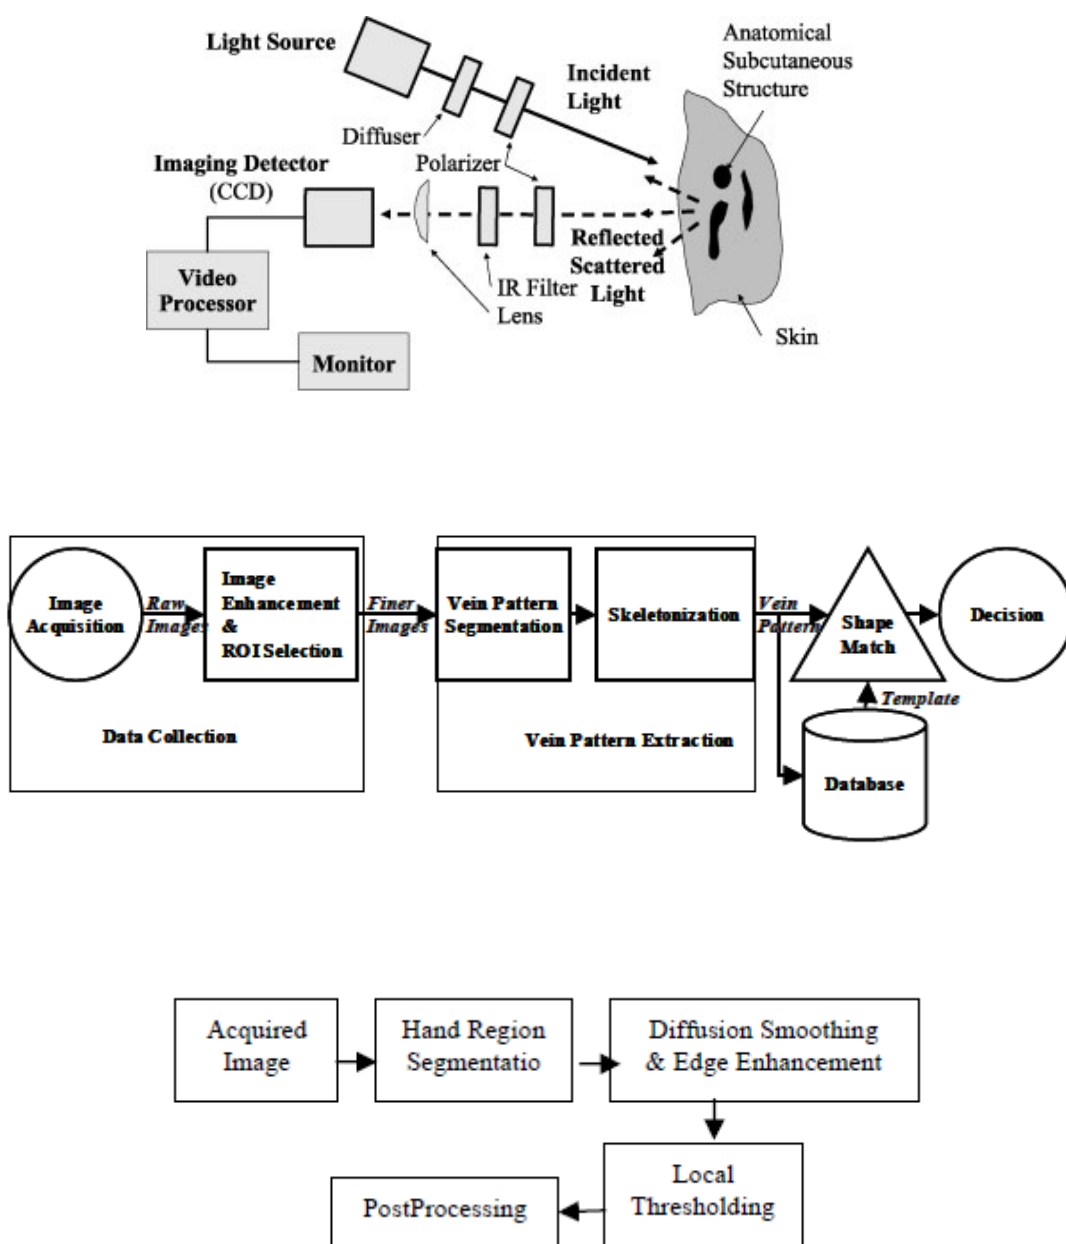 Light Source
Anatomical
Subcutaneous
Structure
Incident
Light
Diffuser
Polarizer
Imaging Detector
(CCD)
Reflected
Scattered
Light
Video
Processor
IR Filter
Lens
Skin
Monitor
Image
Acquisition
Raw
Images
Image
Enhancement
&
ROI Selection
Finer
Images
Vein Pattern
Segmentation
Skeletonization
Vein
Pattern
Shape
Match
Decision
Data Collection
Vein Pattern Extraction
Template
Database
Acquired
Image
Hand Region
Segmentatio
Diffusion Smoothing
& Edge Enhancement
Local
Thresholding
PostProcessing